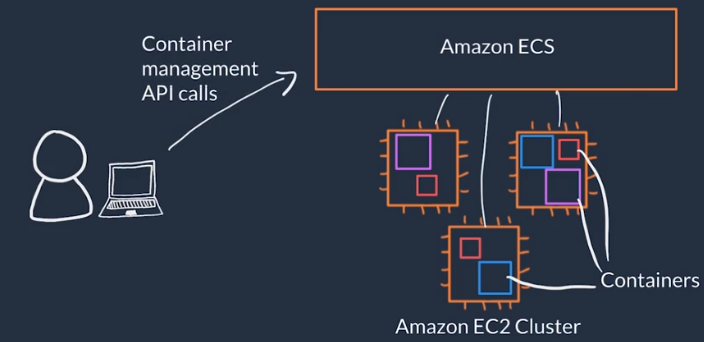 Container
management
API calls
Amazon ECS
Containers
Amazon EC2 Cluster